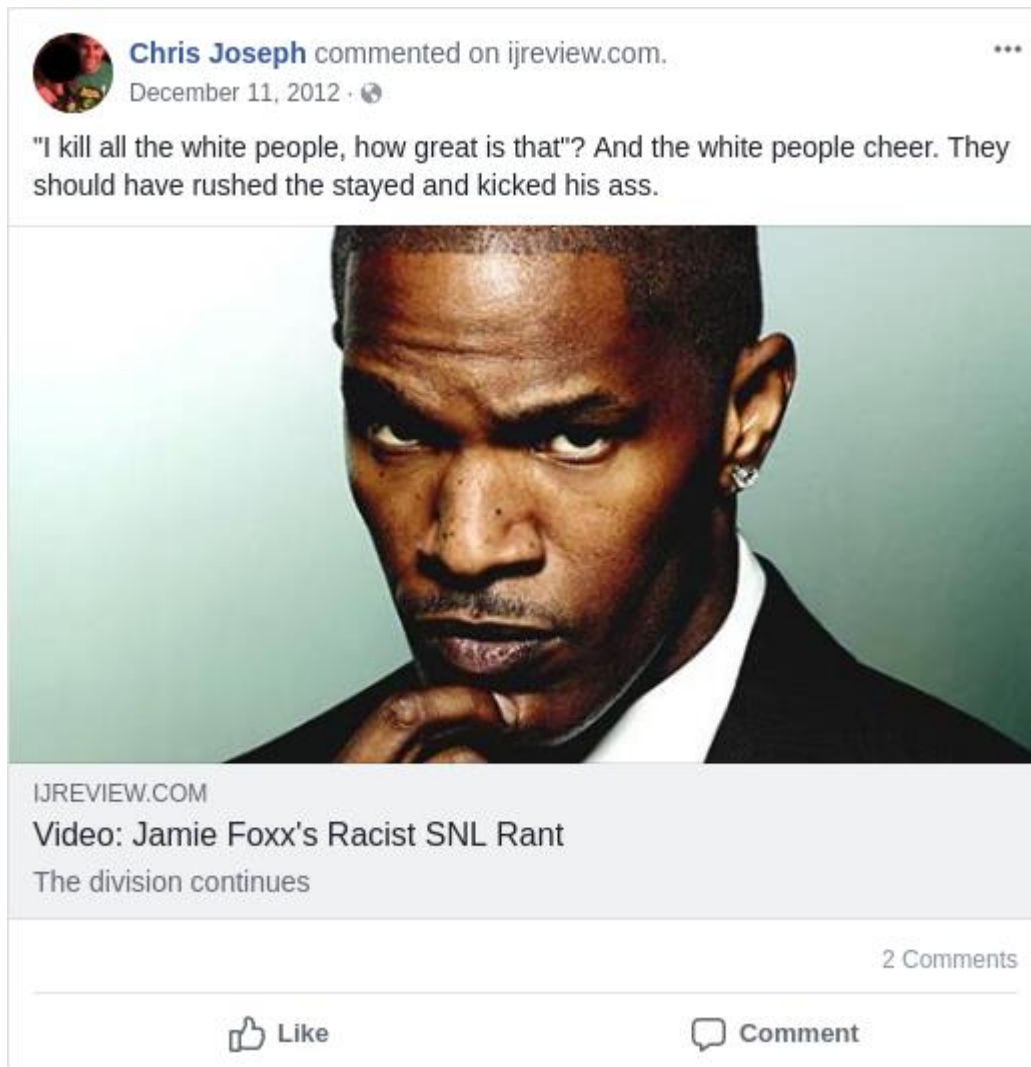 Chris Joseph commented on ijreview.com.
December 11, 2012 ·
"I kill all the white people, how great is that"? And the white people cheer. They
should have rushed the stayed and kicked his ass.
IJREVIEW.COM
Video: Jamie Foxx's Racist SNL Rant
The division continues
2 Comments
Like
Comment